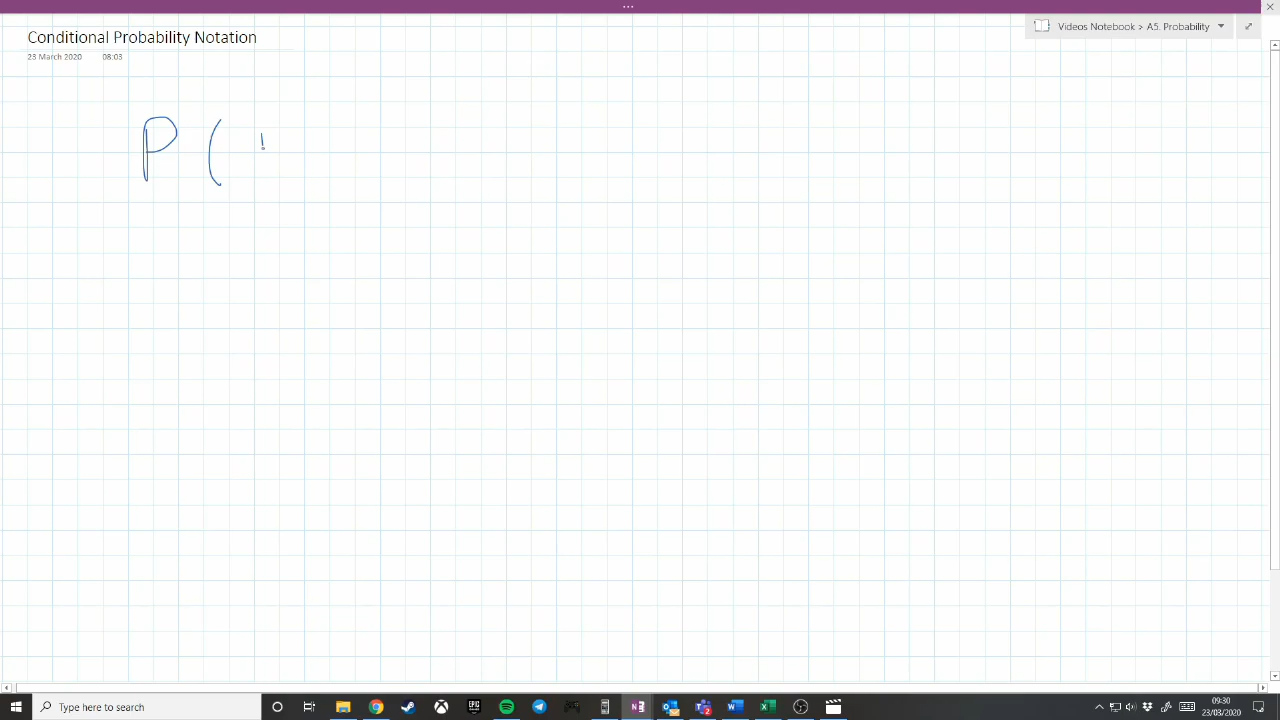 Conditional Probability Notation
Videos Notebook > A5. Probability
23 March 2020 08:03
P (
Type here to search
09:30
23/03/2020